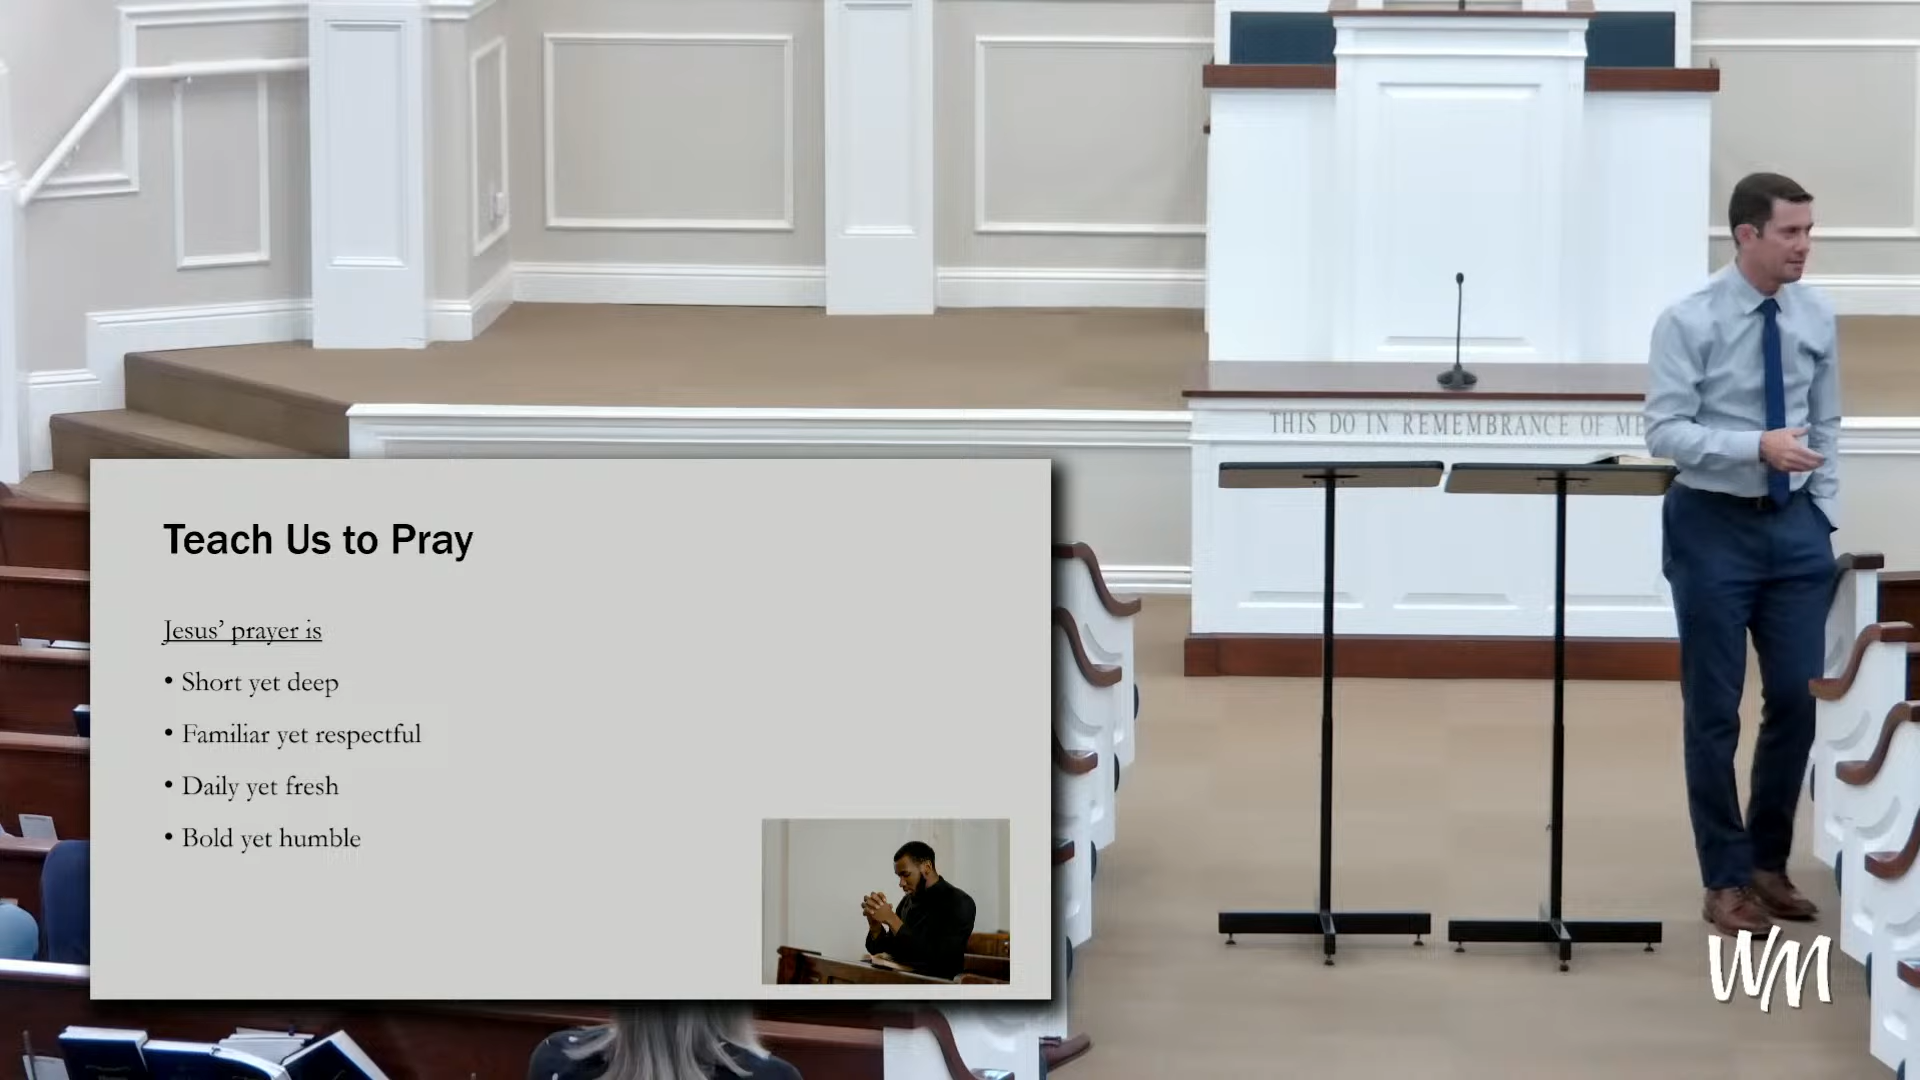 THIS DO IN REMEMBRANCE OF ME
Teach Us to Pray
Jesus’ prayer is
• Short yet deep
• Familiar yet respectful
• Daily yet fresh
• Bold yet humble
WM